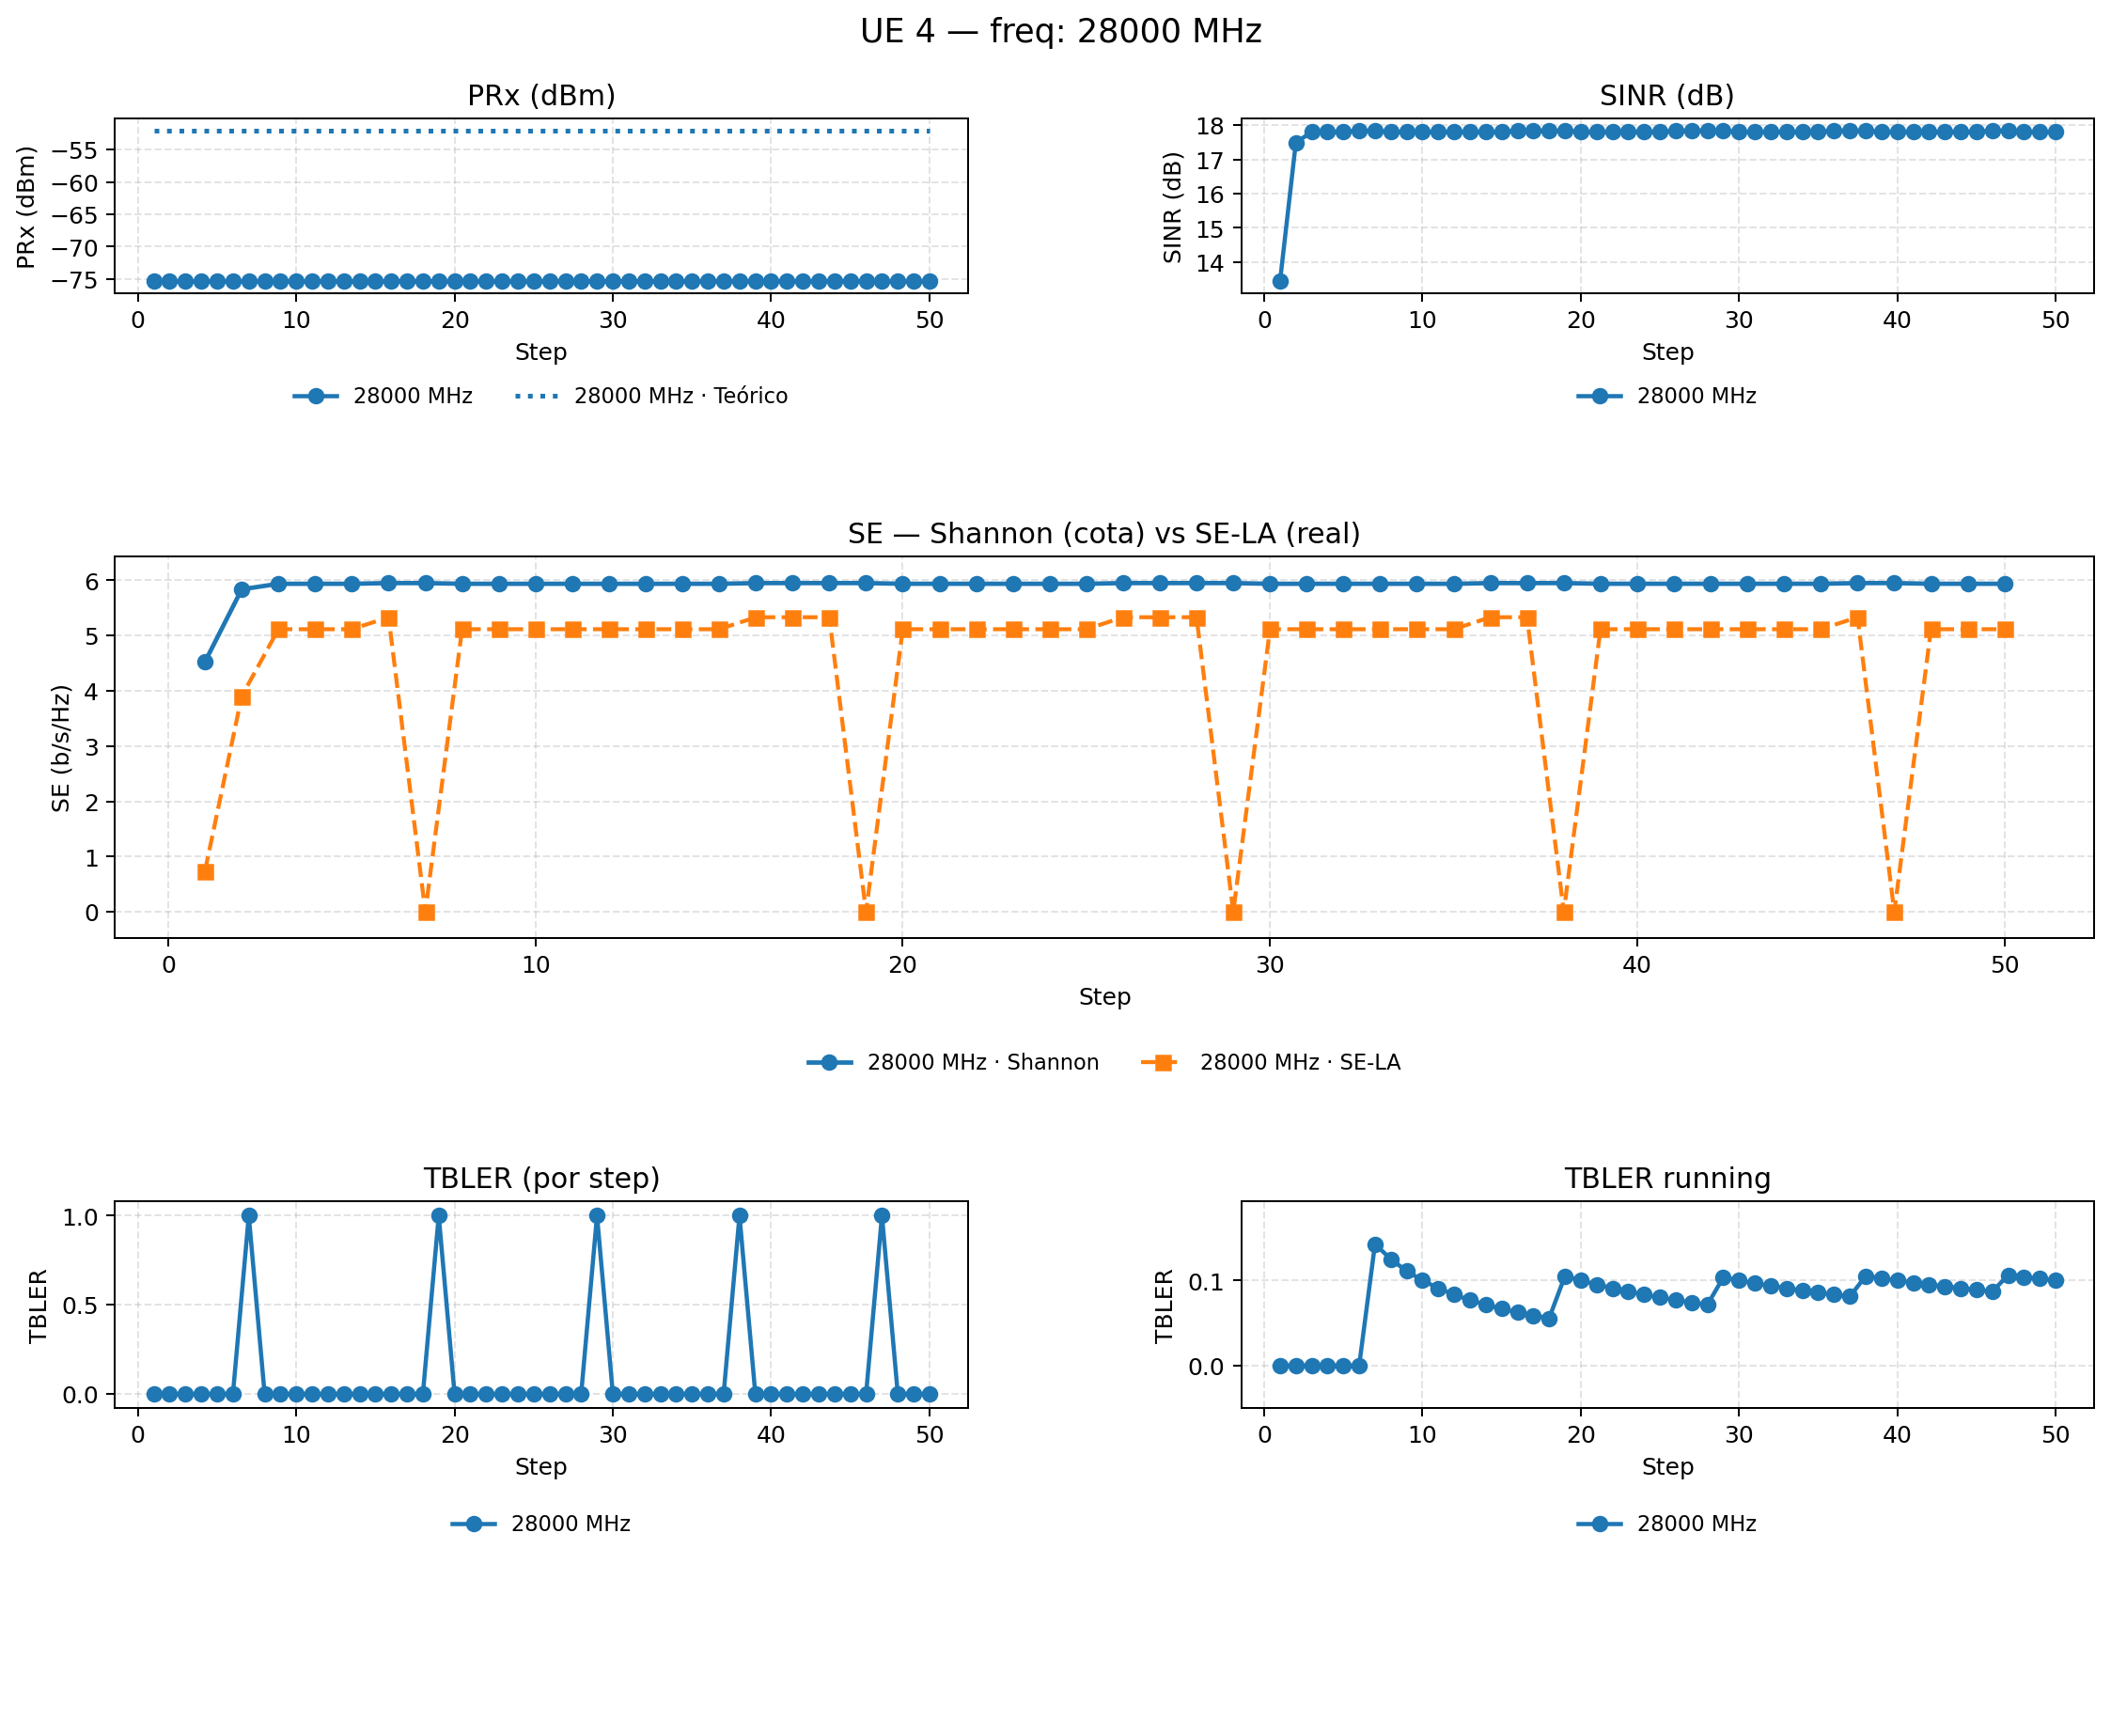 UE 4 — freq: 28000 MHz
PRx (dBm)
PRx (dBm)
−55
−60
−65
−70
−75
0 10 20 30 40 50
Step
28000 MHz
28000 MHz · Teórico
SINR (dB)
SINR (dB)
18
17
16
15
14
0 10 20 30 40 50
Step
28000 MHz
SE — Shannon (cota) vs SE-LA (real)
SE (b/s/Hz)
6
5
4
3
2
1
0
0 10 20 30 40 50
Step
28000 MHz · Shannon
28000 MHz · SE-LA
TBLER (por step)
TBLER
1.0
0.5
0.0
0 10 20 30 40 50
Step
28000 MHz
TBLER running
TBLER
0.1
0.0
0 10 20 30 40 50
Step
28000 MHz